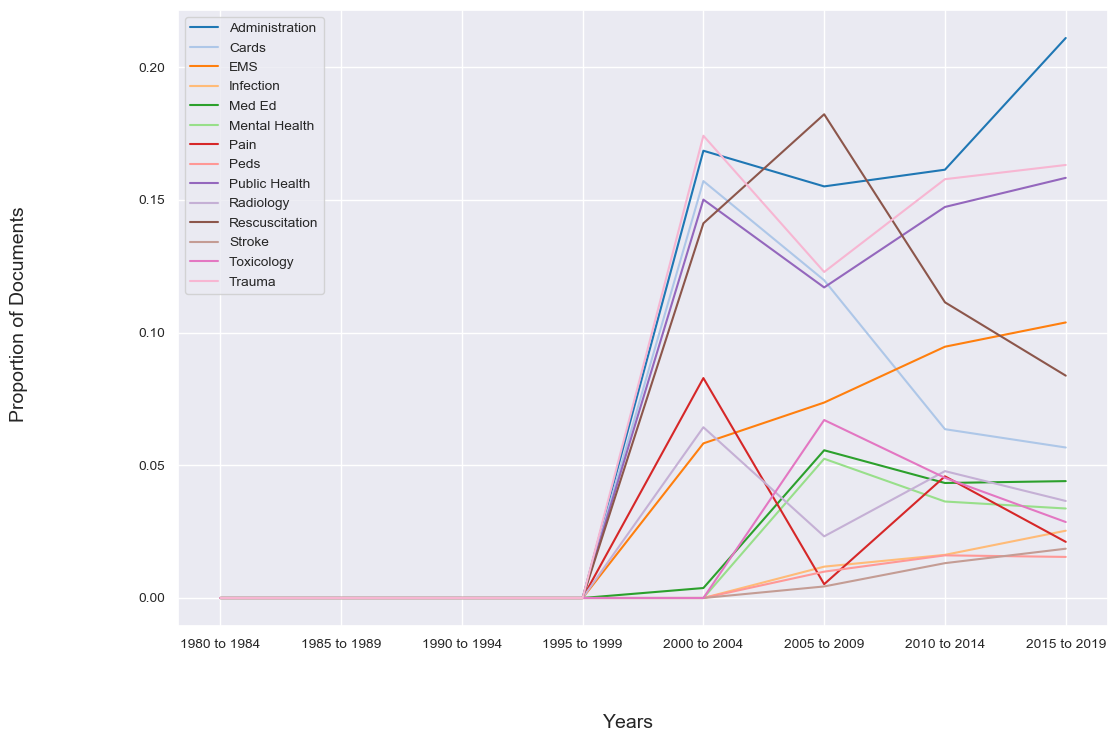 Administration
Cards
EMS
Infection
Med Ed
Mental Health
Pain
Peds
Public Health
Radiology
Rescuscitation
Stroke
Toxicology
Trauma
0.20
0.15
0.10
0.05
0.00
Proportion of Documents
1980 to 1984 1985 to 1989 1990 to 1994 1995 to 1999 2000 to 2004 2005 to 2009 2010 to 2014 2015 to 2019
Years